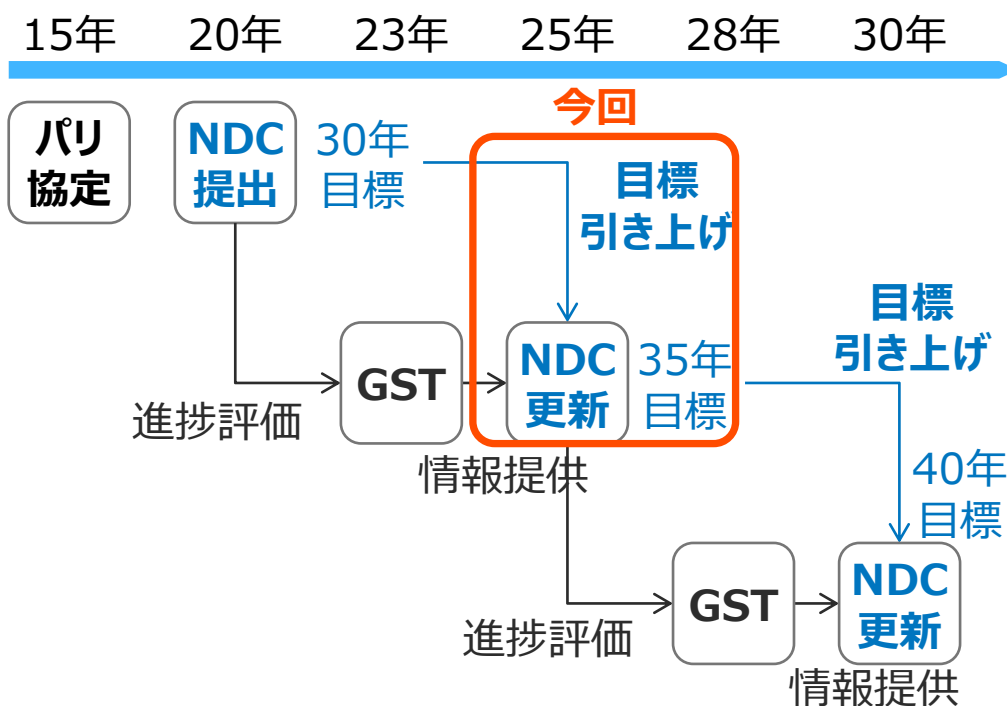 15年 20年 23年 25年 28年 30年
今回
パリ
協定
NDC
提出
30年
目標
目標
引き上げ
目標
引き上げ
GST
NDC
更新
35年
目標
進捗評価
情報提供
40年
目標
GST
NDC
更新
進捗評価
情報提供